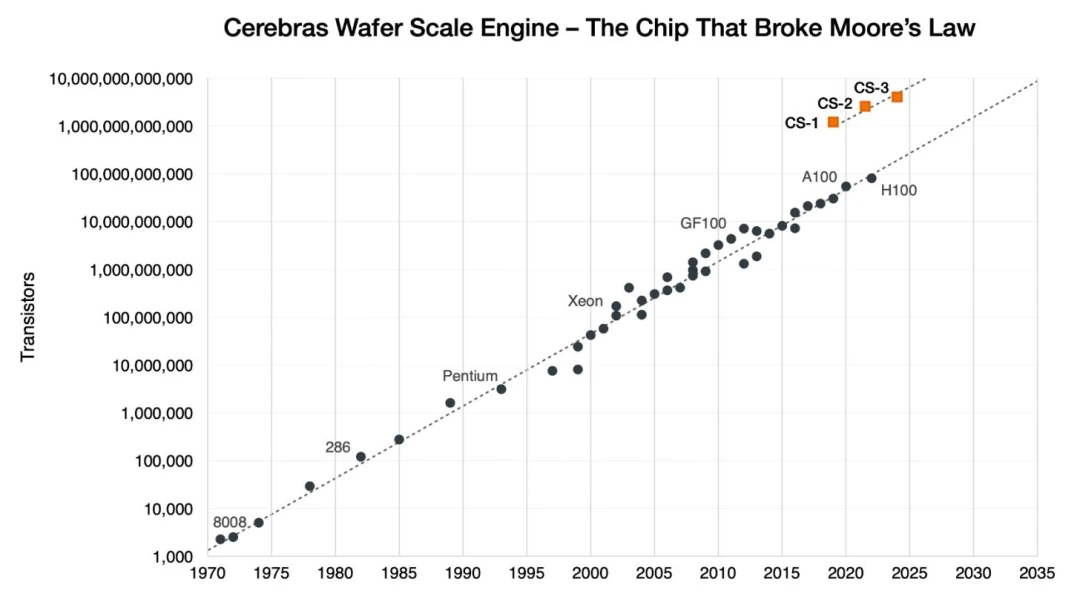 Cerebras Wafer Scale Engine – The Chip That Broke Moore's Law
Transistors
10,000,000,000,000
1,000,000,000,000
100,000,000,000
10,000,000,000
1,000,000,000
100,000,000
10,000,000
1,000,000
100,000
10,000
1,000
CS-3
CS-2
CS-1
A100
H100
GF100
Xeon
Pentium
286
8008
1970 1975 1980 1985 1990 1995 2000 2005 2010 2015 2020 2025 2030 2035